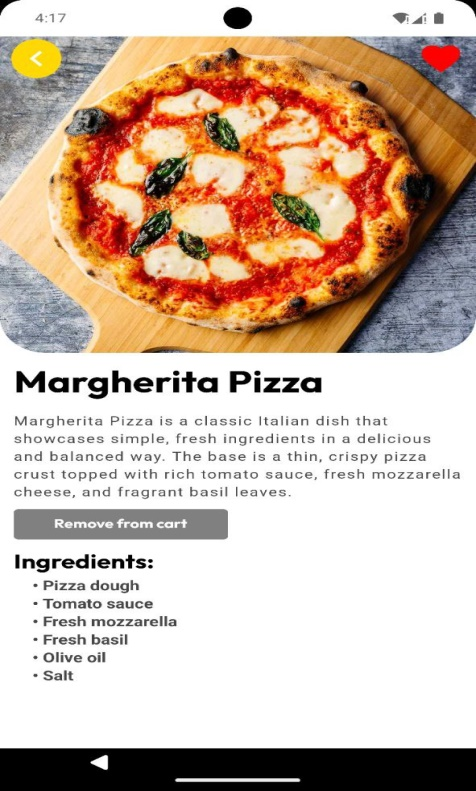 4:17
Margherita Pizza
Margherita Pizza is a classic Italian dish that
showcases simple, fresh ingredients in a delicious
and balanced way. The base is a thin, crispy pizza
crust topped with rich tomato sauce, fresh mozzarella
cheese, and fragrant basil leaves.
Remove from cart
Ingredients:
• Pizza dough
• Tomato sauce
• Fresh mozzarella
• Fresh basil
• Olive oil
• Salt